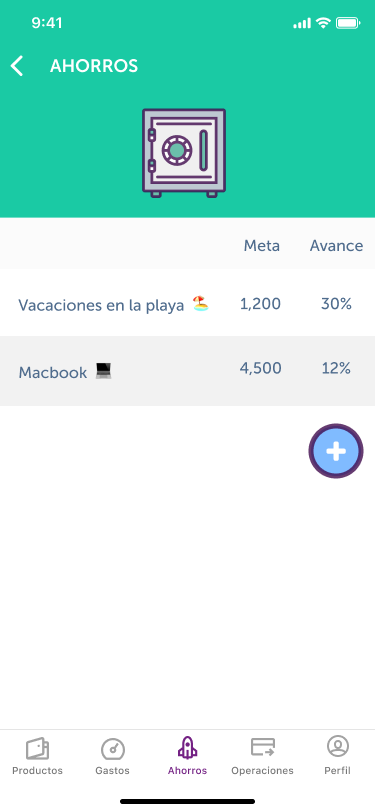 9:41
AHORROS
Meta Avance
Vacaciones en la playa 🏖️ 1,200 30%
Macbook 💻 4,500 12%
Productos Gastos Ahorros Operaciones Perfil